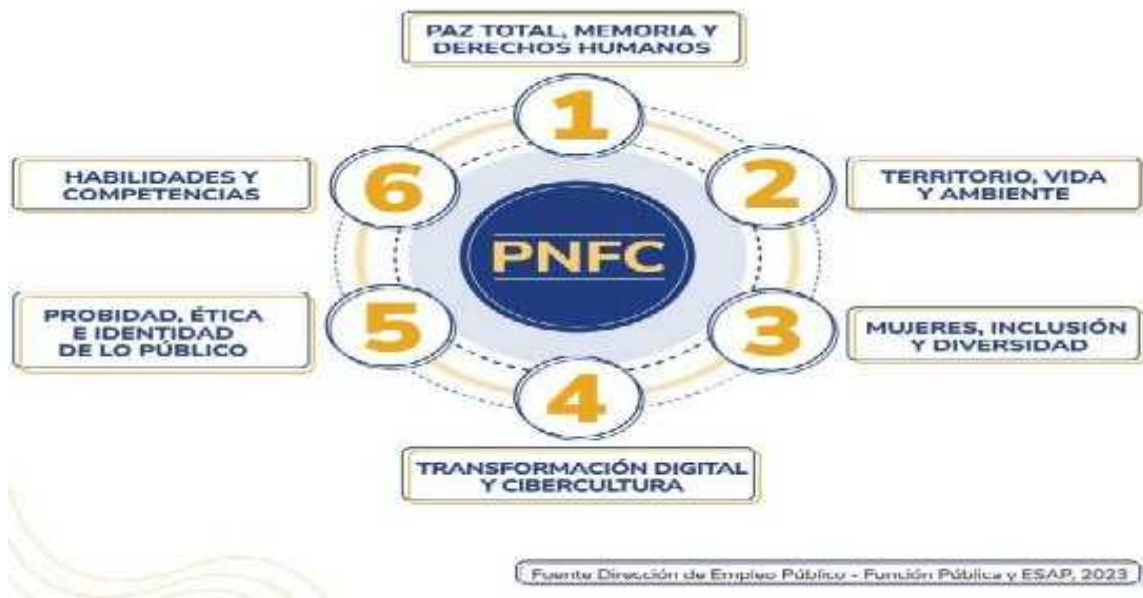 PAZ TOTAL, MEMORIA Y
DERECHOS HUMANOS
1
2
TERRITORIO, VIDA
Y AMBIENTE
3
MUJERES, INCLUSIÓN
Y DIVERSIDAD
4
TRANSFORMACIÓN DIGITAL
Y CIBERCULTURA
5
PROBIDAD, ÉTICA
E IDENTIDAD
DE LO PÚBLICO
6
HABILIDADES Y
COMPETENCIAS
PNFC
Fuente Dirección de Empleo Público - Función Pública y ESAP, 2023